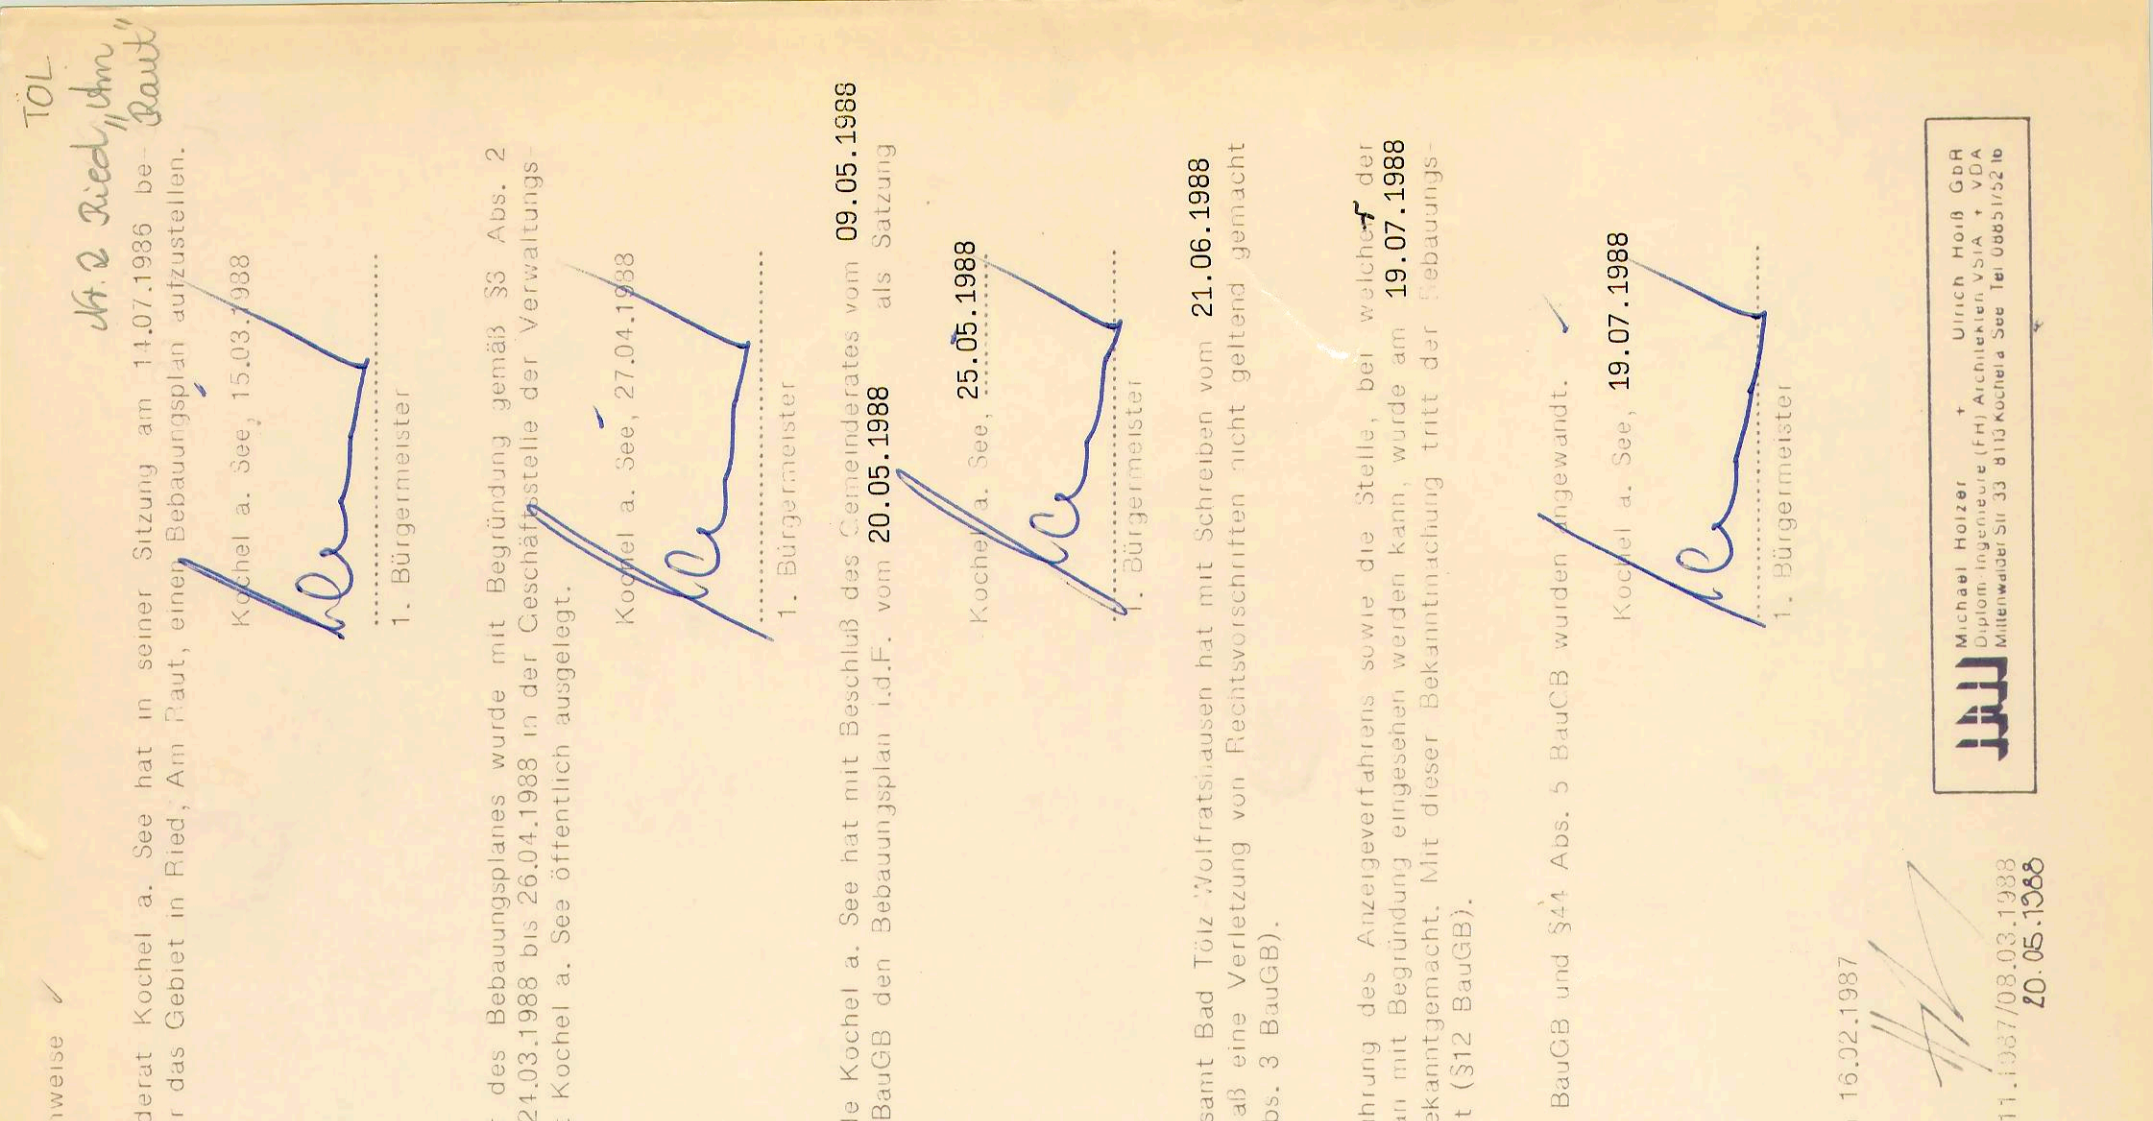 TÖL
Nr. 2 Ried „Am
Raut"
nweise
derat Kochel a. See hat in seiner Sitzung am 14.07.1986 be-
r das Gebiet in Ried, Am Raut, einen Bebauungsplan aufzustellen.
Kochel a. See, 15.03.1988
1. Bürgermeister
des Bebauungsplanes wurde mit Begründung gemäß §3 Abs. 2
24.03.1988 bis 26.04.1988 in der Geschäftsstelle der Verwaltungs-
Kochel a. See öffentlich ausgelegt.
Kochel a. See, 27.04.1988
1. Bürgermeister
de Kochel a. See hat mit Beschluß des Gemeinderates vom 09.05.1988
BauGB den Bebauungsplan i.d.F. vom 20.05.1988 als Satzung
Kochel a. See, 25.05.1988
1. Bürgermeister
samt Bad Tölz-Wolfratshausen hat mit Schreiben vom 21.06.1988
aß eine Verletzung von Rechtsvorschriften nicht geltend gemacht
bs. 3 BauGB).
hrung des Anzeigeverfahrens sowie die Stelle, bei welcher der
an mit Begründung eingesehen werden kann, wurde am 19.07.1988
ekanntgemacht. Mit dieser Bekanntmachung tritt der Bebauungs-
t (§12 BauGB).
BauGB und §44 Abs. 5 BauGB wurden angewandt.
Kochel a. See, 19.07.1988
1. Bürgermeister
16.02.1987
11.1987/08.03.1988
20.05.1988
Michael Holzer + Ulrich Hoiß GbR
Diplom-Ingenieure (FH) Architekten VSIA + VDA
Mittenwalder Str 33 8113 Kochel a See Tel 08851/5216